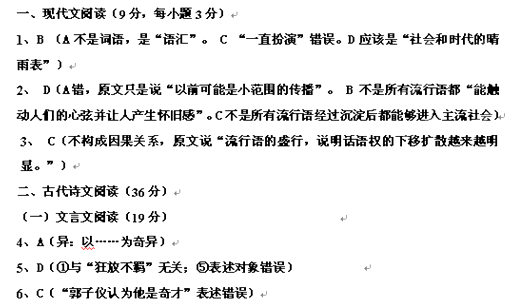 一、现代文阅读（9 分，每小题 3 分）
1、B（A 不是词语，是“语汇”。 C “一直扮演”错误。D 应该是“社会和时代的晴
雨表”）
2、 D（A 错，原文只是说“以前可能是小范围的传播”。 B 不是所有流行语都“能触
动人们的心弦并让人产生怀旧感”。C 不是所有流行语经过沉淀后都能够进入主流社会）
3、 C（不构成因果关系，原文说“流行语的盛行，说明话语权的下移扩散越来越明
显。”）
二、古代诗文阅读（36 分）
（一）文言文阅读（19 分）
4、A（异：以……为奇异）
5、D（①与“狂放不羁”无关；⑤表述对象错误）
6、C（“郭子仪认为他是奇才”表述错误）